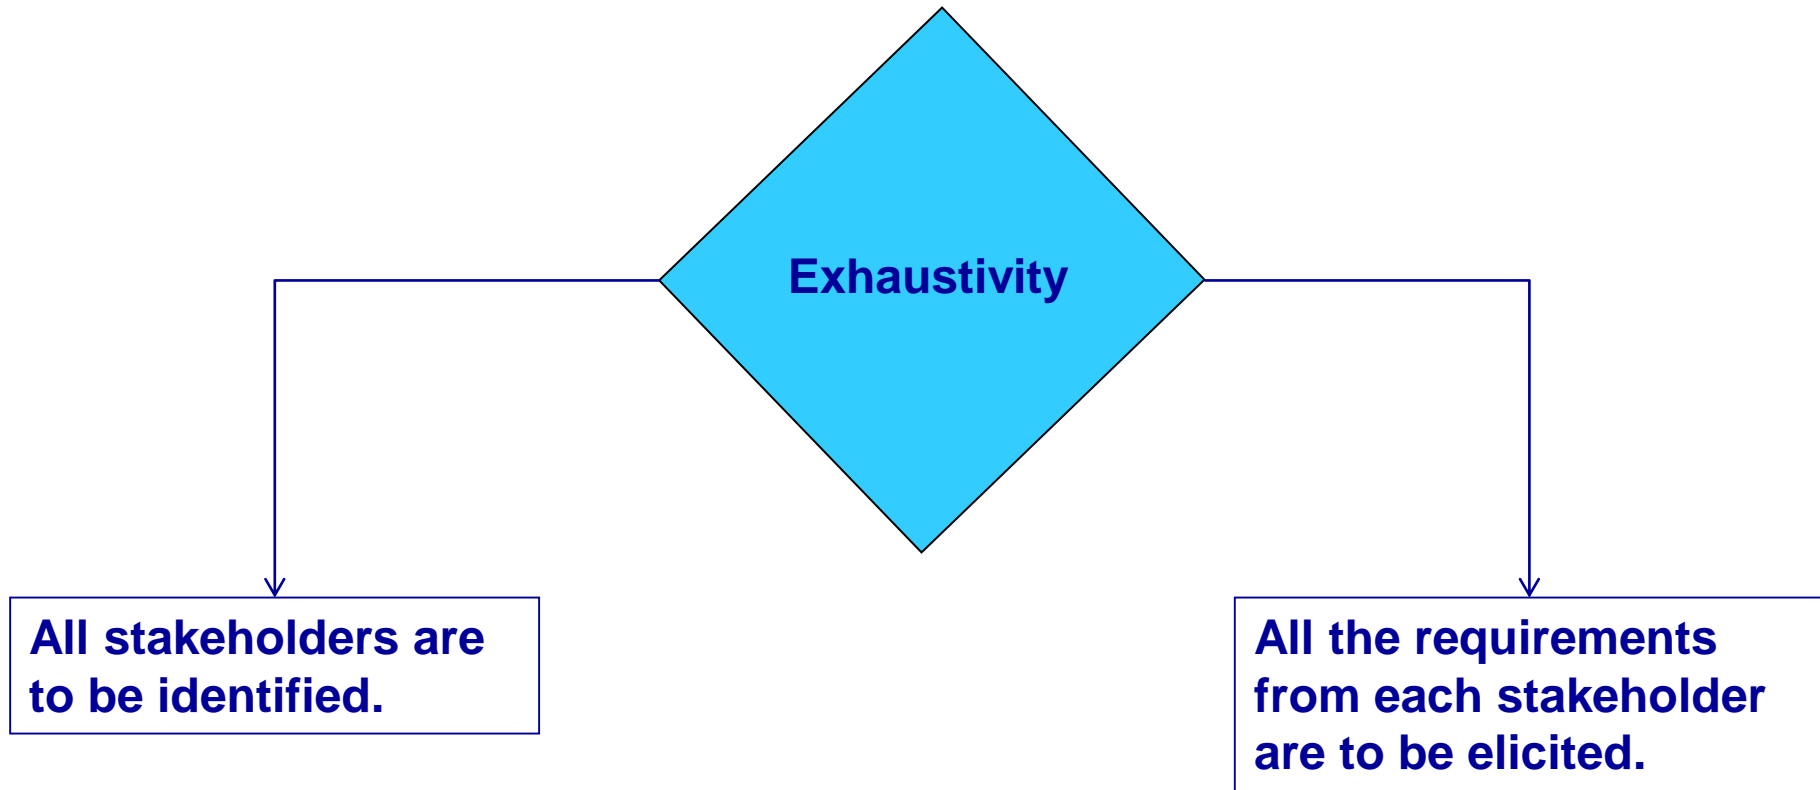 Exhaustivity
All stakeholders are
to be identified.
All the requirements
from each stakeholder
are to be elicited.